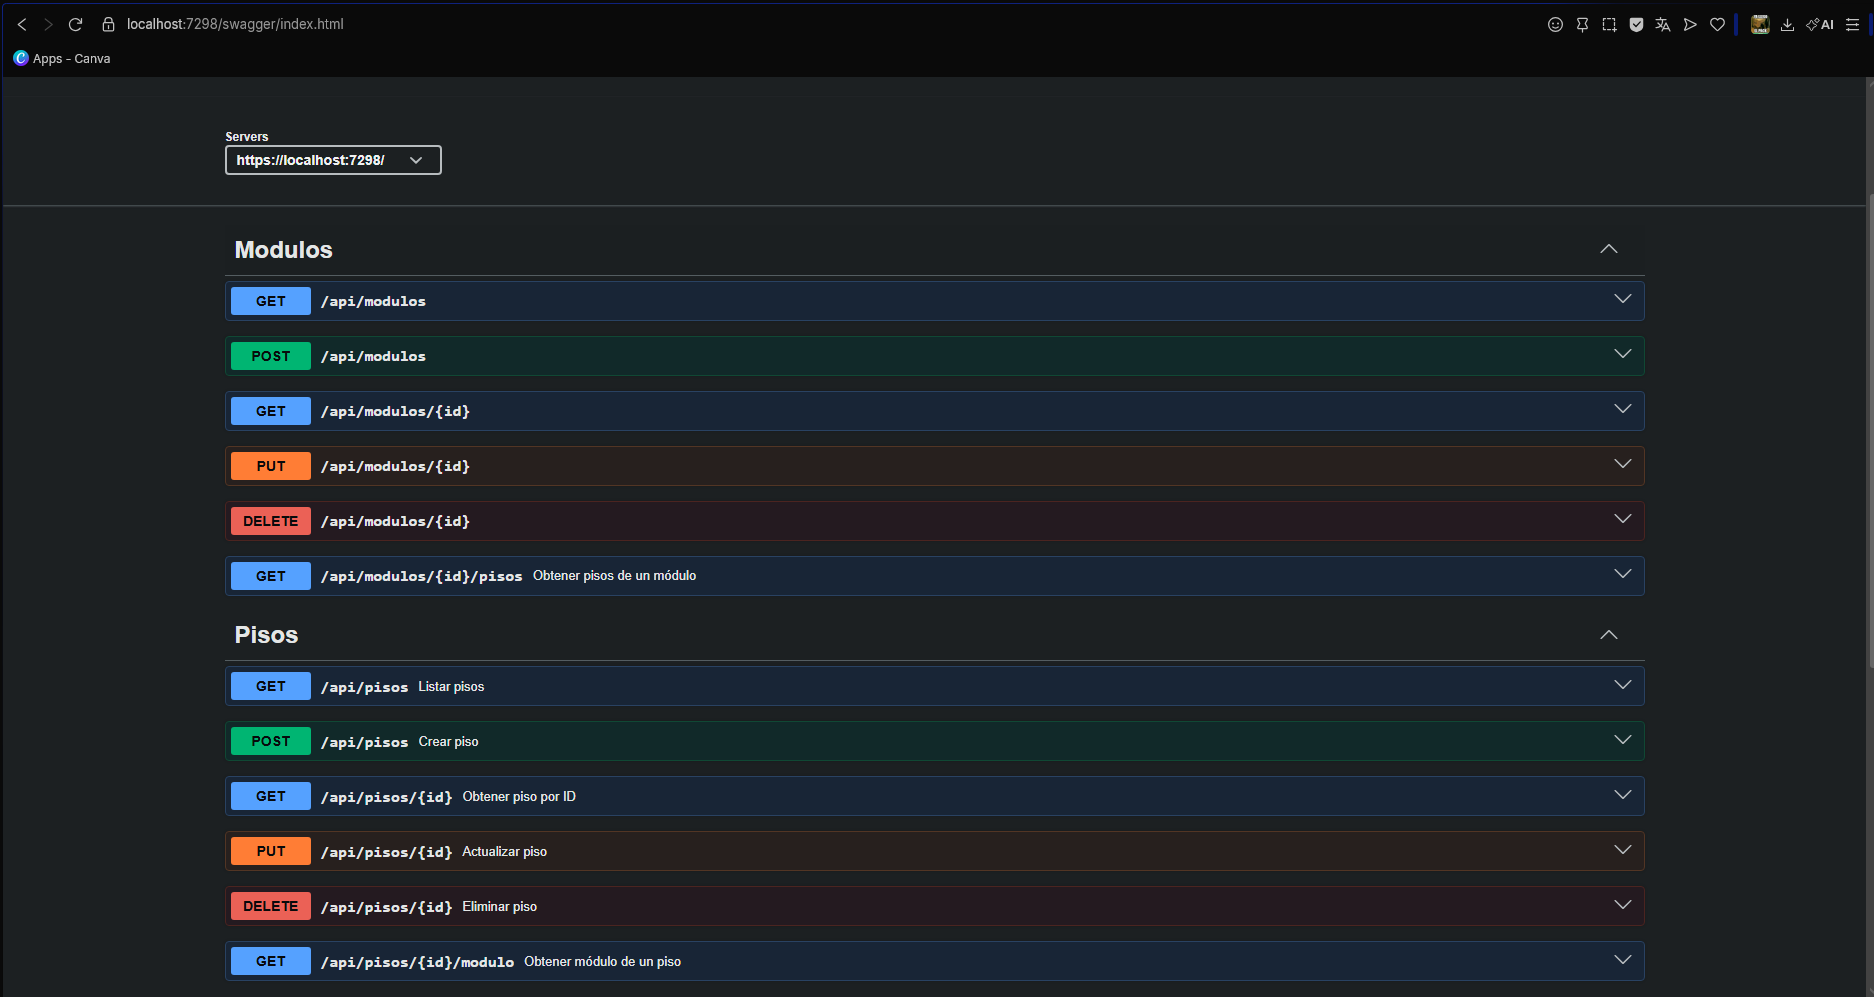 localhost:7298/swagger/index.html
AI
Apps - Canva
Servers
https://localhost:7298/
Modulos
GET /api/modulos
POST /api/modulos
GET /api/modulos/{id}
PUT /api/modulos/{id}
DELETE /api/modulos/{id}
GET /api/modulos/{id}/pisos Obtener pisos de un módulo
Pisos
GET /api/pisos Listar pisos
POST /api/pisos Crear piso
GET /api/pisos/{id} Obtener piso por ID
PUT /api/pisos/{id} Actualizar piso
DELETE /api/pisos/{id} Eliminar piso
GET /api/pisos/{id}/modulo Obtener módulo de un piso